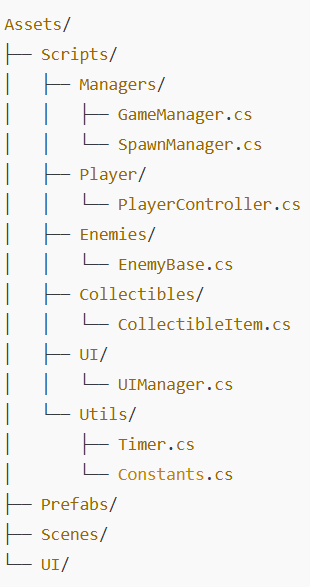 Assets/
├── Scripts/
│   ├── Managers/
│   │   ├── GameManager.cs
│   │   └── SpawnManager.cs
│   ├── Player/
│   │   └── PlayerController.cs
│   ├── Enemies/
│   │   └── EnemyBase.cs
│   ├── Collectibles/
│   │   └── CollectibleItem.cs
│   ├── UI/
│   │   └── UIManager.cs
│   └── Utils/
│       ├── Timer.cs
│       └── Constants.cs
├── Prefabs/
├── Scenes/
└── UI/